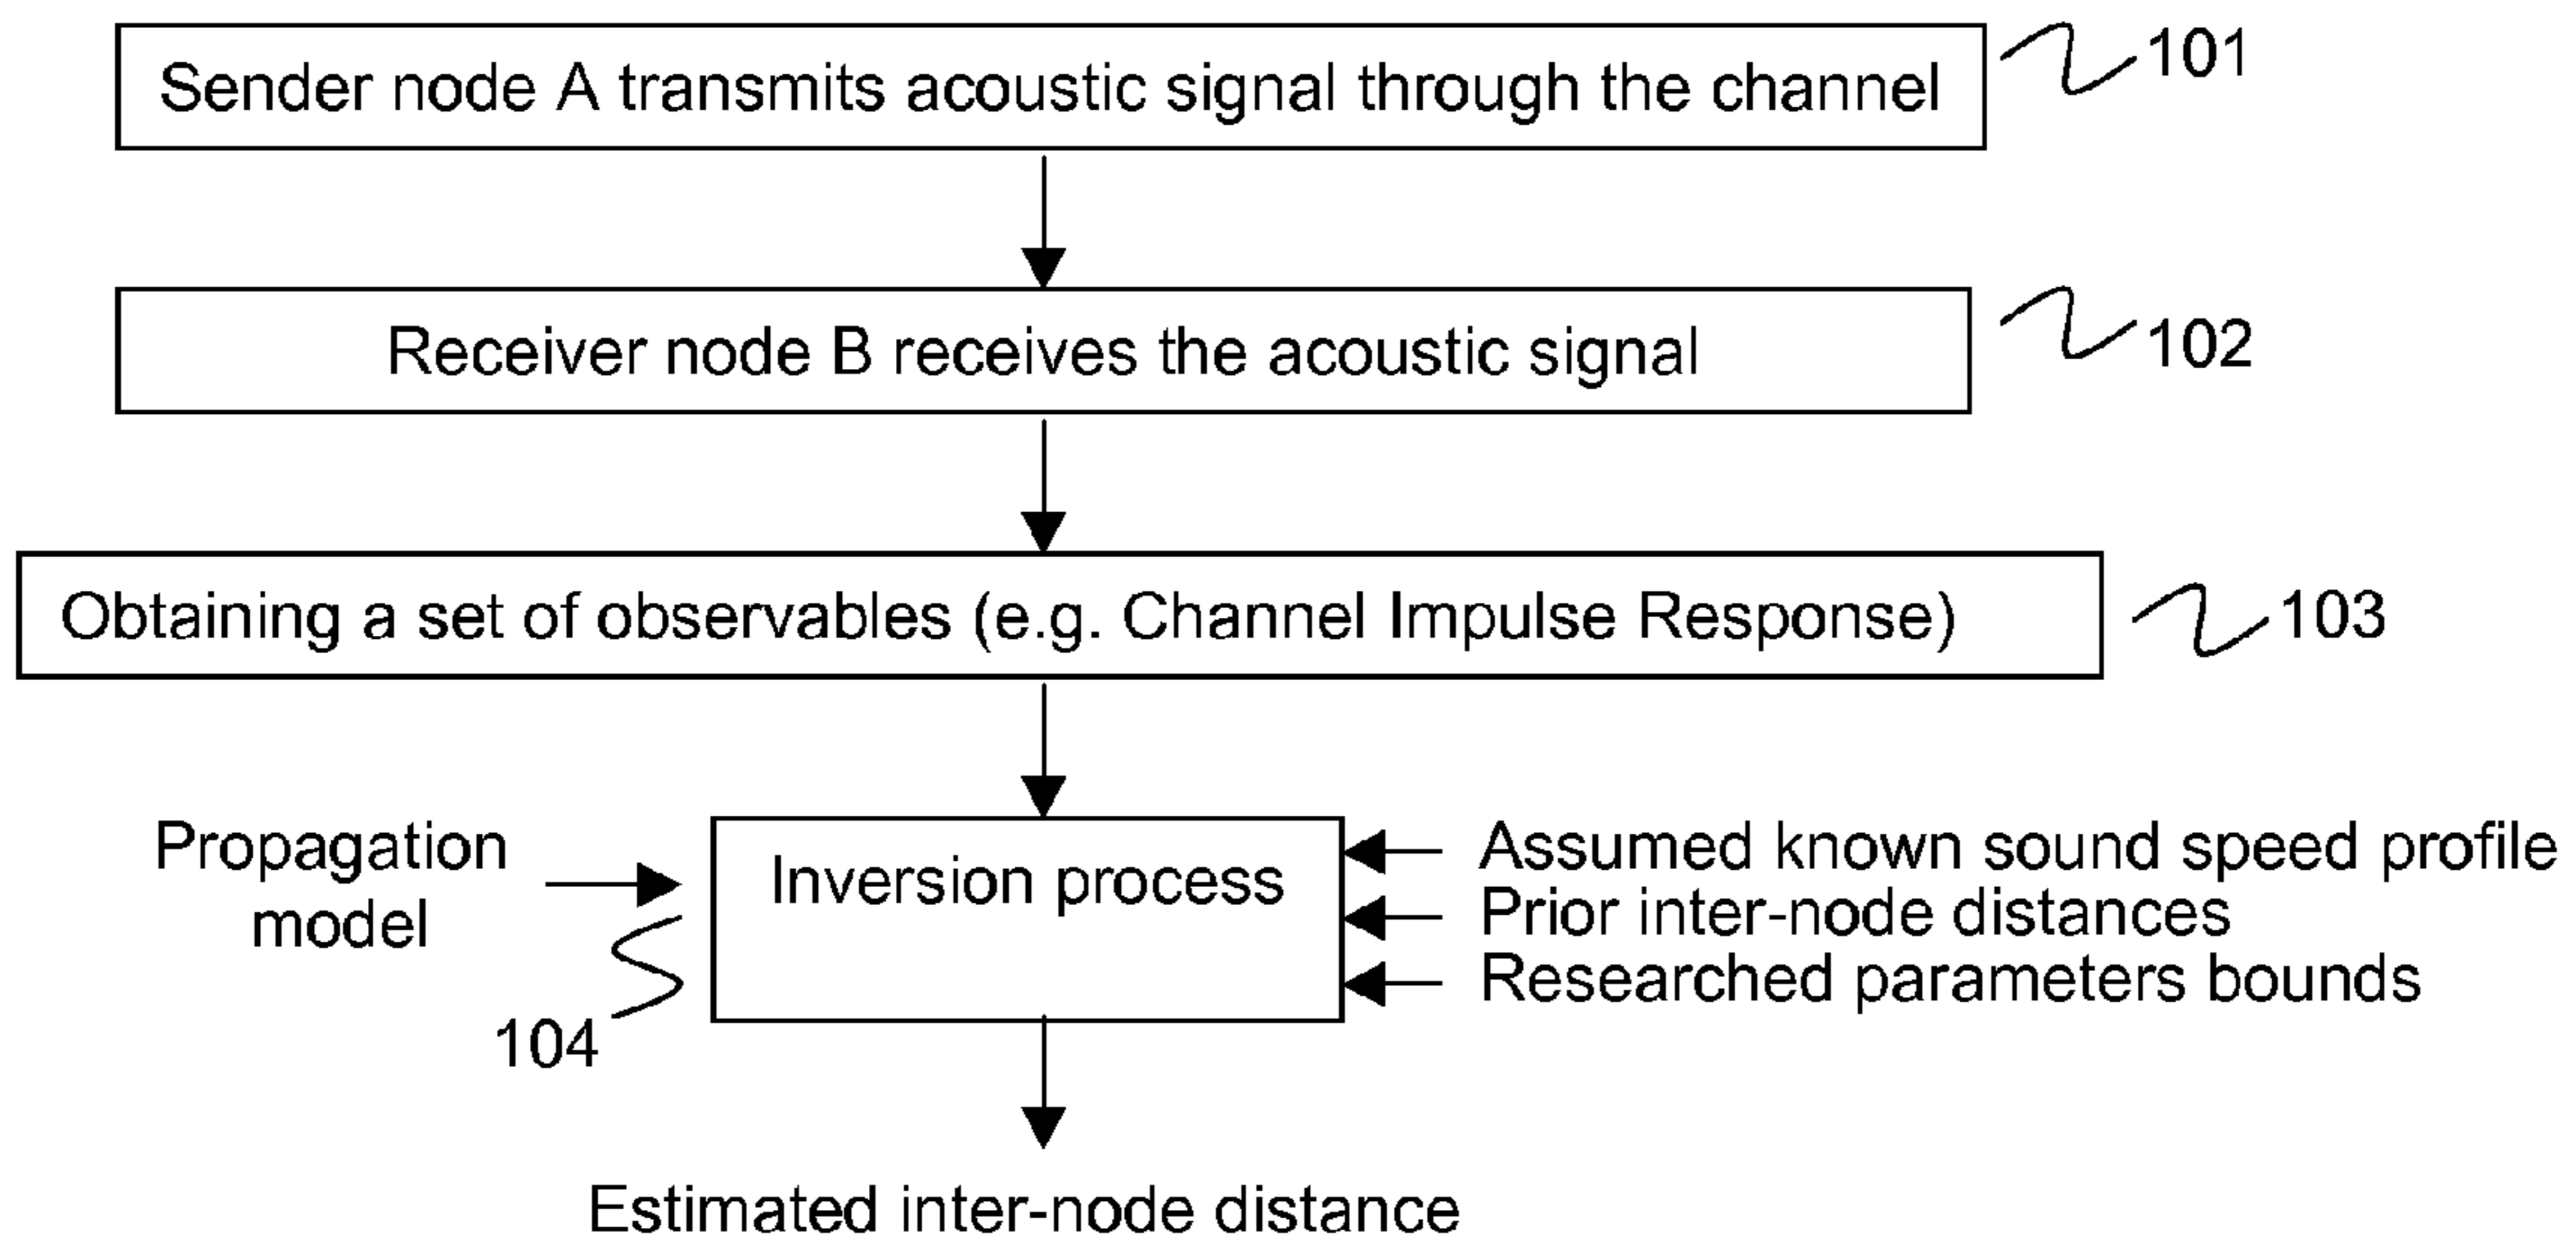 Sender node A transmits acoustic signal through the channel
101
Receiver node B receives the acoustic signal
102
Obtaining a set of observables (e.g. Channel Impulse Response)
103
Propagation
model
104
Inversion process
Assumed known sound speed profile
Prior inter-node distances
Researched parameters bounds
Estimated inter-node distance